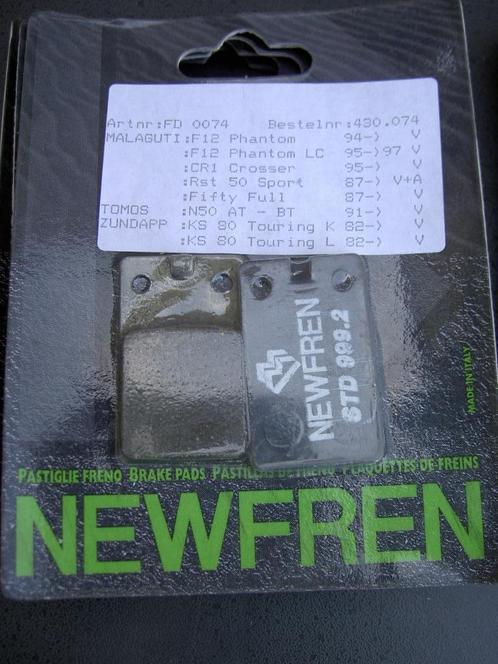 Artnr:FD 0074 Bestelnr:430.074
MALAGUTI:F12 Phantom 94-> V
:F12 Phantom LC 95->97 V
:CR1 Crosser 95-> V
:Rst 50 Sport 87-> V+A
:Fifty Full 87-> V
TOMOS :N50 AT - BT 91-> V
ZUNDAPP :KS 80 Touring K 82-> V
:KS 80 Touring L 82-> V
NEWFREN
STD 999.2
MADE IN ITALY
PASTIGLIE FRENO BRAKE PADS PASTILLAS DE FRENO PLAQUETTES DE FREINS
NEWFREN